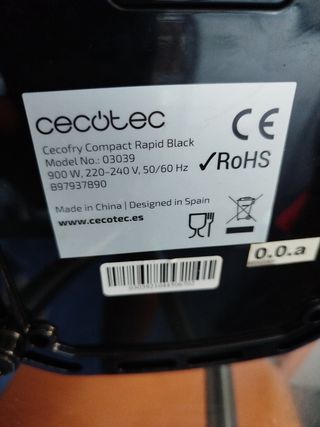 cecotec
Cecofry Compact Rapid Black
Model No.: 03039
900 W, 220-240 V, 50/60 Hz
B97937890
Made in China | Designed in Spain
www.cecotec.es
CE
✓RoHS
0.0.a